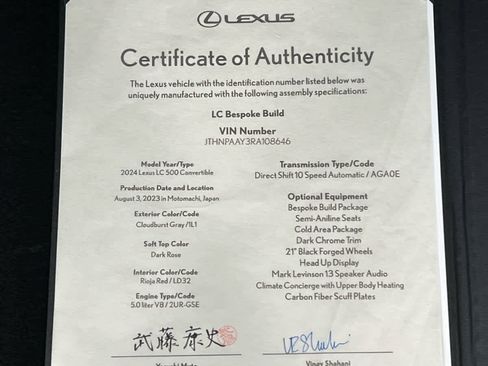 LEXUS
Certificate of Authenticity
The Lexus vehicle with the identification number listed below was
uniquely manufactured with the following assembly specifications:
LC Bespoke Build
VIN Number
JTHNPAAY3RA108646
Model Year/Type
2024 Lexus LC 500 Convertible
Production Date and Location
August 3, 2023 in Motomachi, Japan
Exterior Color/Code
Cloudburst Gray /1L1
Soft Top Color
Dark Rose
Interior Color/Code
Rioja Red / LD32
Engine Type/Code
5.0 liter V8 / 2UR-GSE
Transmission Type/Code
Direct Shift 10 Speed Automatic / AGA0E
Optional Equipment
Bespoke Build Package
Semi-Aniline Seats
Cold Area Package
Dark Chrome Trim
21" Black Forged Wheels
Head Up Display
Mark Levinson 13 Speaker Audio
Climate Concierge with Upper Body Heating
Carbon Fiber Scuff Plates
武藤康史
Vinay Shahani